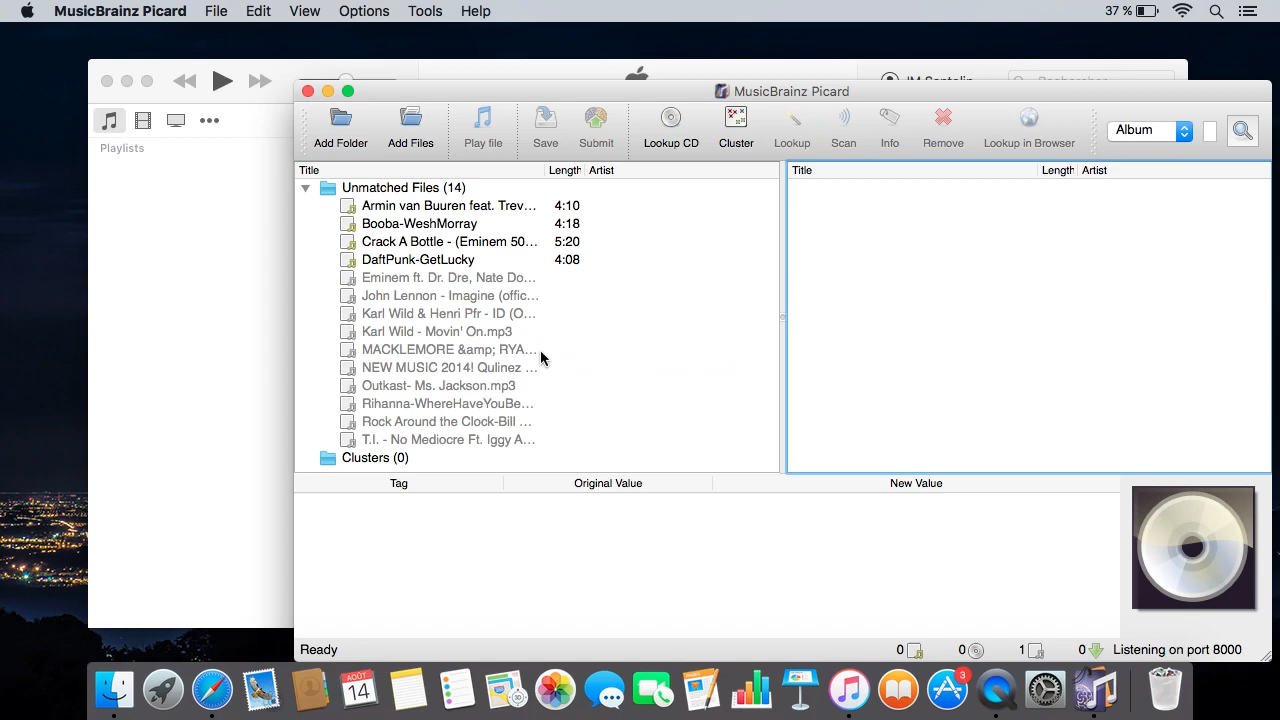 MusicBrainz Picard File Edit View Options Tools Help 37 %
Playlists
MusicBrainz Picard
Add Folder Add Files Play file Save Submit Lookup CD Cluster Lookup Scan Info Remove Lookup in Browser Album
Title Length Artist Title Length Artist
Unmatched Files (14)
Armin van Buuren feat. Trev... 4:10
Booba-WeshMorray 4:18
Crack A Bottle - (Eminem 50... 5:20
DaftPunk-GetLucky 4:08
Eminem ft. Dr. Dre, Nate Do...
John Lennon - Imagine (offic...
Karl Wild & Henri Pfr - ID (O...
Karl Wild - Movin' On.mp3
MACKLEMORE &amp; RYA...
NEW MUSIC 2014! Qulinez ...
Outkast- Ms. Jackson.mp3
Rihanna-WhereHaveYouBe...
Rock Around the Clock-Bill ...
T.I. - No Mediocre Ft. Iggy A...
Clusters (0)
Tag Original Value New Value
Ready 0 0 1 0 Listening on port 8000
AOÛT
14
3